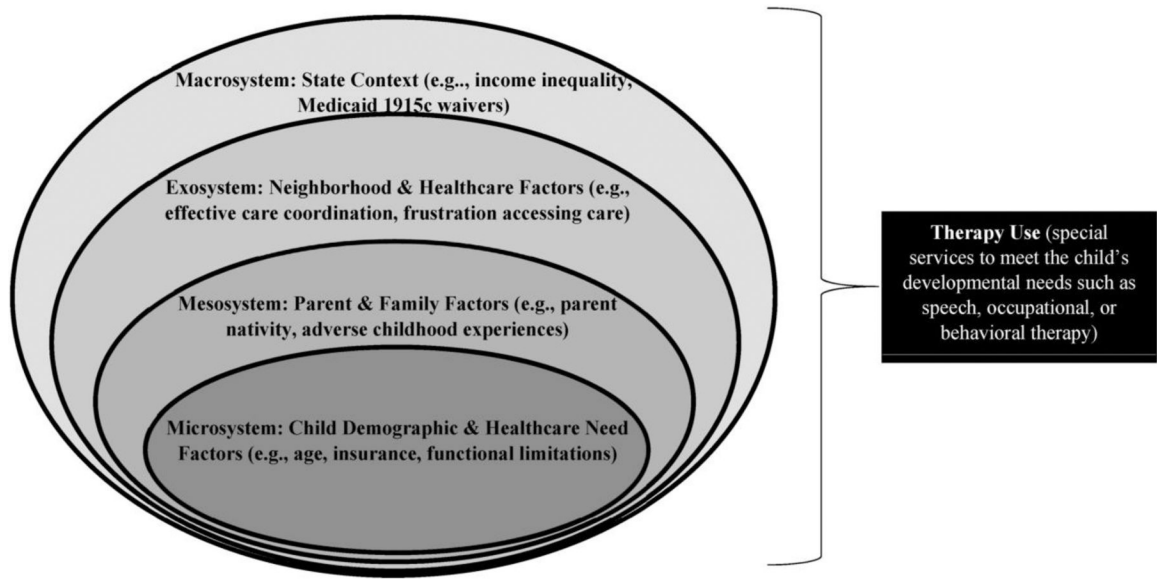 Macrosystem: State Context (e.g.., income inequality,
Medicaid 1915c waivers)
Exosystem: Neighborhood & Healthcare Factors (e.g.,
effective care coordination, frustration accessing care)
Mesosystem: Parent & Family Factors (e.g., parent
nativity, adverse childhood experiences)
Microsystem: Child Demographic & Healthcare Need
Factors (e.g., age, insurance, functional limitations)
Therapy Use (special
services to meet the child’s
developmental needs such as
speech, occupational, or
behavioral therapy)